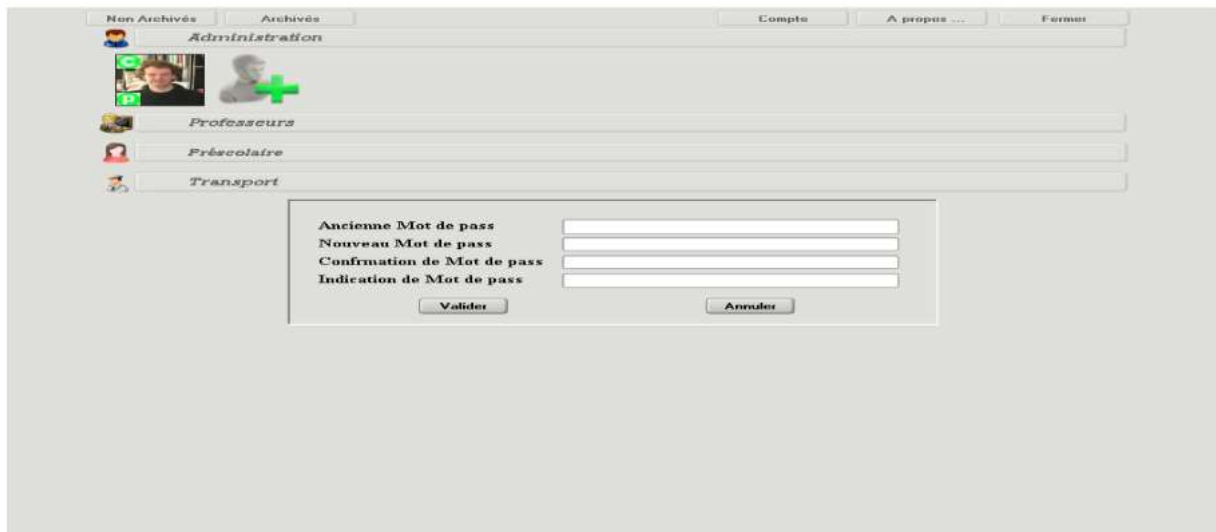 Non Archivés Archivés Compte A propos ... Fermer
Administration
C
P
Professeurs
Préscolaire
Transport
Ancienne Mot de pass
Nouveau Mot de pass
Confrmation de Mot de pass
Indication de Mot de pass
Valider Annuler